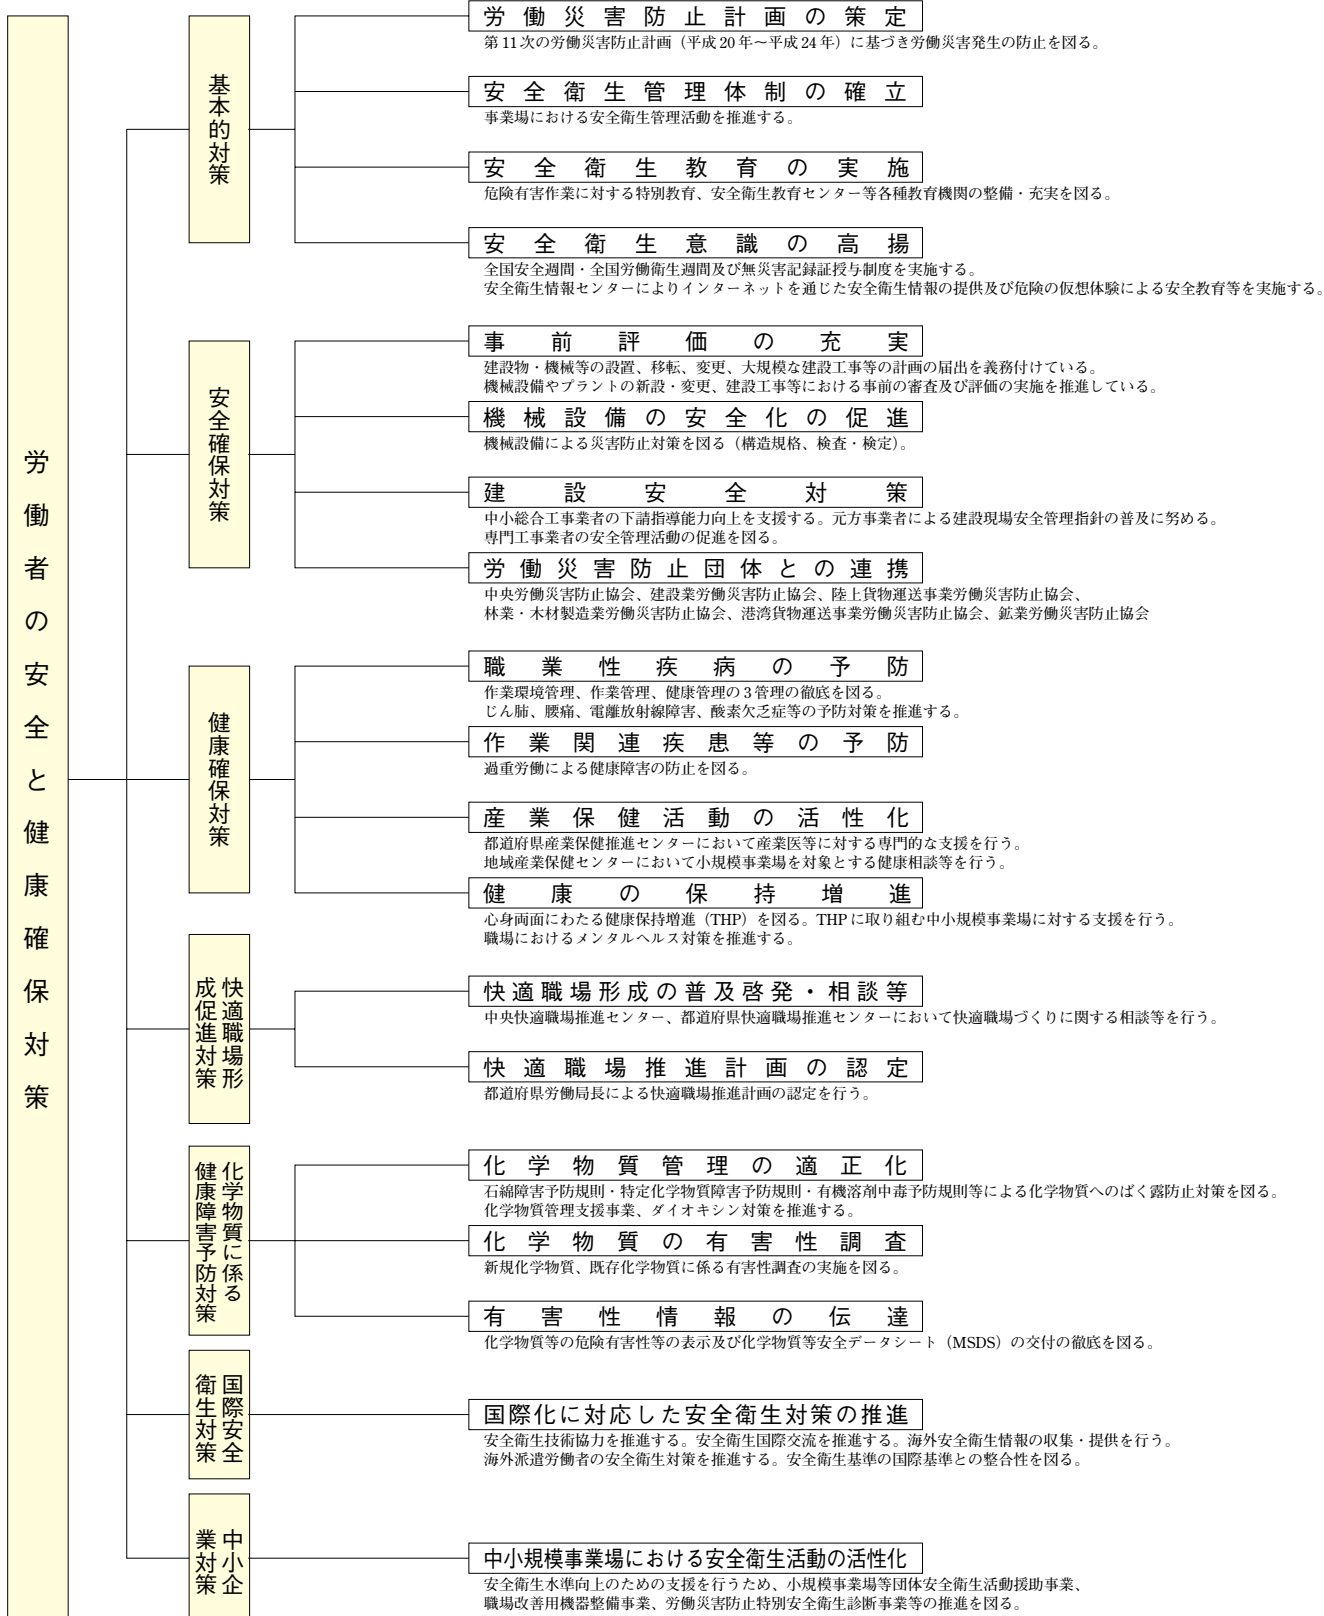 労働者の安全と健康確保対策
基本的対策
労働災害防止計画の策定
第11次の労働災害防止計画（平成20年～平成24年）に基づき労働災害発生の防止を図る。
安全衛生管理体制の確立
事業場における安全衛生管理活動を推進する。
安全衛生教育の実施
危険有害作業に対する特別教育、安全衛生教育センター等各種教育機関の整備・充実を図る。
安全衛生意識の高揚
全国安全週間・全国労働衛生週間及び無災害記録証授与制度を実施する。
安全衛生情報センターによりインターネットを通じた安全衛生情報の提供及び危険の仮想体験による安全教育等を実施する。
安全確保対策
事前評価の充実
建設物・機械等の設置、移転、変更、大規模な建設工事等の計画の届出を義務付けている。
機械設備やプラントの新設・変更、建設工事等における事前の審査及び評価の実施を推進している。
機械設備の安全化の促進
機械設備による災害防止対策を図る（構造規格、検査・検定）。
建設安全対策
中小総合工事業者の下請指導能力向上を支援する。元方事業者による建設現場安全管理指針の普及に努める。
専門工事業者の安全管理活動の促進を図る。
労働災害防止団体との連携
中央労働災害防止協会、建設業労働災害防止協会、陸上貨物運送事業労働災害防止協会、
林業・木材製造業労働災害防止協会、港湾貨物運送事業労働災害防止協会、鉱業労働災害防止協会
健康確保対策
職業性疾病の予防
作業環境管理、作業管理、健康管理の3管理の徹底を図る。
じん肺、腰痛、電離放射線障害、酸素欠乏症等の予防対策を推進する。
作業関連疾患等の予防
過重労働による健康障害の防止を図る。
産業保健活動の活性化
都道府県産業保健推進センターにおいて産業医等に対する専門的な支援を行う。
地域産業保健センターにおいて小規模事業場を対象とする健康相談等を行う。
健康の保持増進
心身両面にわたる健康保持増進（THP）を図る。THPに取り組む中小規模事業場に対する支援を行う。
職場におけるメンタルヘルス対策を推進する。
快適職場形
成促進対策
快適職場形成の普及啓発・相談等
中央快適職場推進センター、都道府県快適職場推進センターにおいて快適職場づくりに関する相談等を行う。
快適職場推進計画の認定
都道府県労働局長による快適職場推進計画の認定を行う。
化学物質に係る
健康障害予防対策
化学物質管理の適正化
石綿障害予防規則・特定化学物質障害予防規則・有機溶剤中毒予防規則等による化学物質へのばく露防止対策を図る。
化学物質管理支援事業、ダイオキシン対策を推進する。
化学物質の有害性調査
新規化学物質、既存化学物質に係る有害性調査の実施を図る。
有害性情報の伝達
化学物質等の危険有害性等の表示及び化学物質等安全データシート（MSDS）の交付の徹底を図る。
国際安全
衛生対策
国際化に対応した安全衛生対策の推進
安全衛生技術協力を推進する。安全衛生国際交流を推進する。海外安全衛生情報の収集・提供を行う。
海外派遣労働者の安全衛生対策を推進する。安全衛生基準の国際基準との整合性を図る。
中小企
業対策
中小規模事業場における安全衛生活動の活性化
安全衛生水準向上のための支援を行うため、小規模事業場等団体安全衛生活動援助事業、
職場改善用機器整備事業、労働災害防止特別安全衛生診断事業等の推進を図る。